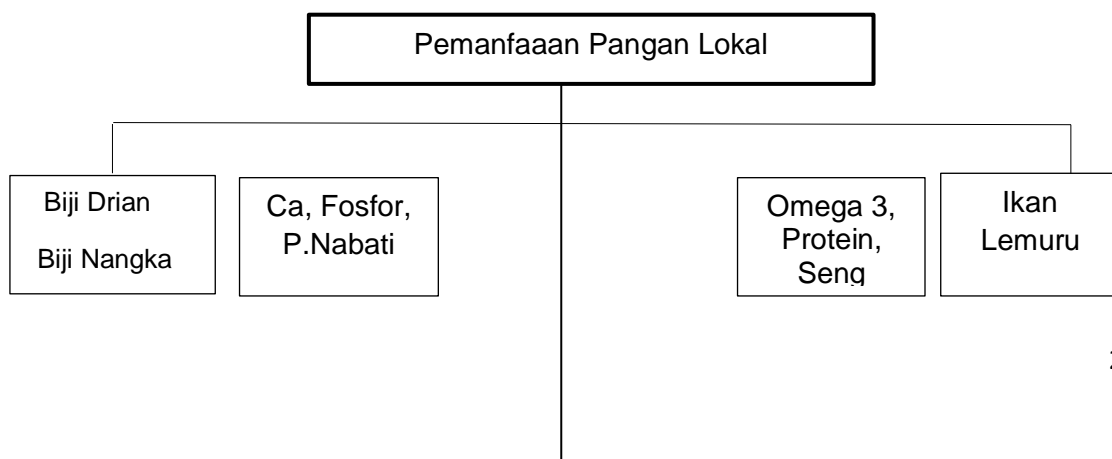 Pemanfaaan Pangan Lokal
Biji Drian
Biji Nangka
Ca, Fosfor,
P.Nabati
Omega 3,
Protein,
Seng
Ikan
Lemuru